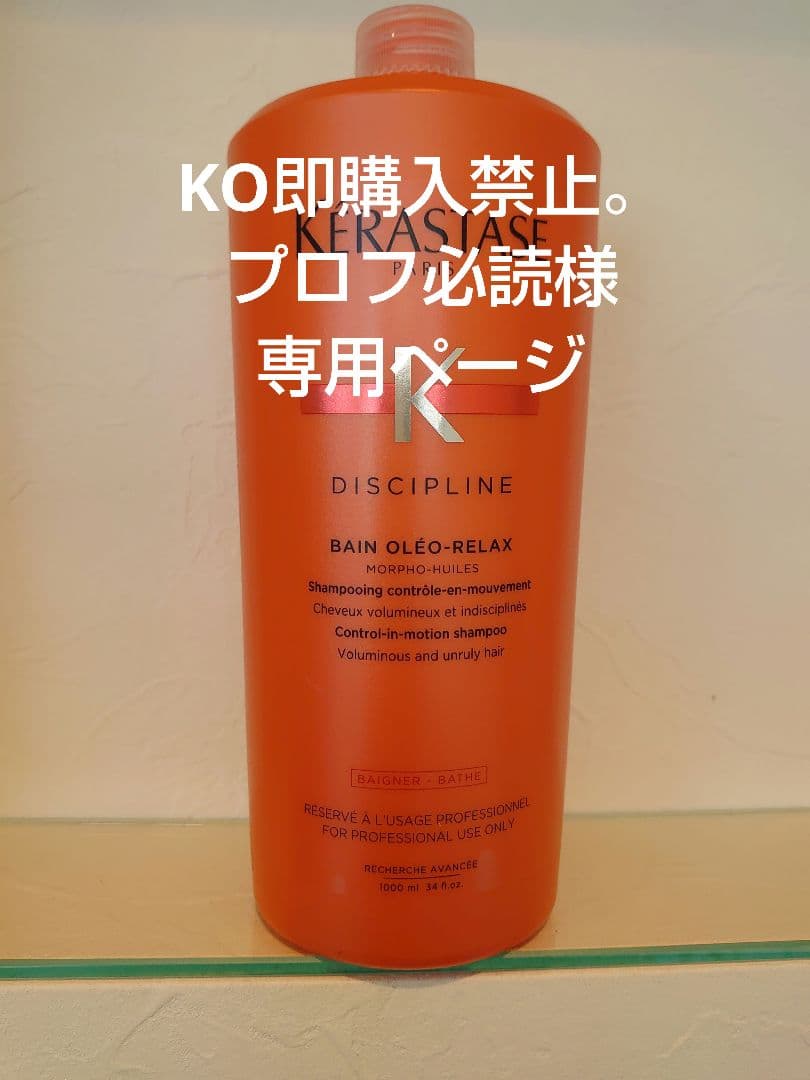 KO即購入禁止。
KÉRASTASE
PARIS
プロフ必読様
専用ページ
K
DISCIPLINE
BAIN OLÉO-RELAX
MORPHO-HUILES
Shampooing contrôle-en-mouvement
Cheveux volumineux et indisciplinés
Control-in-motion shampoo
Voluminous and unruly hair
BAIGNER - BATHE
RÉSERVÉ À L'USAGE PROFESSIONNEL
FOR PROFESSIONAL USE ONLY
RECHERCHE AVANCÉE
1000 ml 34 fl.oz.